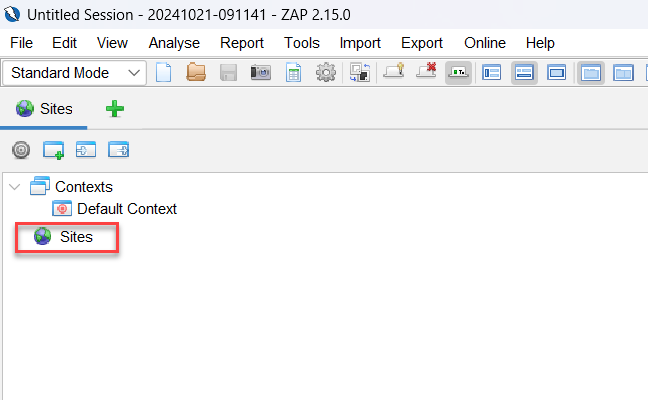 Untitled Session - 20241021-091141 - ZAP 2.15.0
File Edit View Analyse Report Tools Import Export Online Help
Standard Mode
Sites
Contexts
Default Context
Sites